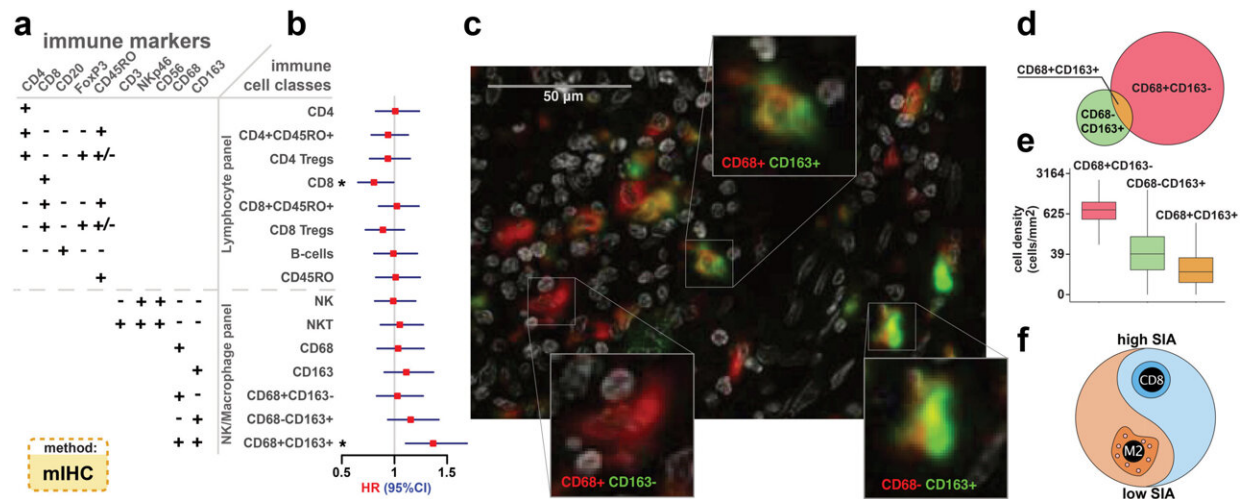 a
immune markers
CD4 CD8 CD20 FoxP3 CD45RO CD3 NKp46 CD56 CD68 CD163
immune
cell classes
Lymphocyte panel
NK/Macrophage panel
+ CD4
+ - - - + CD4+CD45RO+
+ - - + +/- CD4 Tregs
+ CD8 *
- + - - + CD8+CD45RO+
- + - + +/- CD8 Tregs
- - + - - B-cells
+ CD45RO
- + + - - NK
+ + + - - NKT
+ CD68
+ CD163
+ - CD68+CD163-
- + CD68-CD163+
+ + CD68+CD163+ *
method:
mIHC
b
0.5 1 1.5
HR (95%CI)
c
50 µm
CD68+ CD163+
CD68+ CD163-
CD68- CD163+
d
CD68+CD163+
CD68+CD163-
CD68-
CD163+
e
CD68+CD163-
CD68-CD163+
CD68+CD163+
3164
625
39
0
cell density
(cells/mm2)
f
high SIA
CD8
M2
low SIA